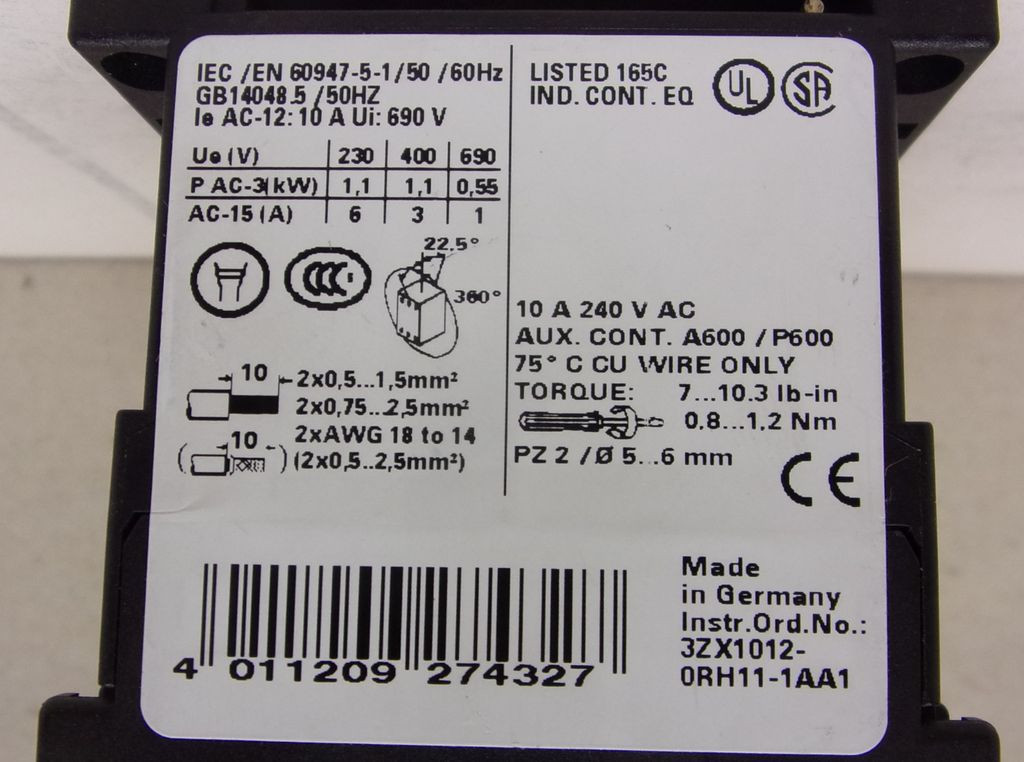 IEC /EN 60947-5-1/50 /60Hz
GB14048.5 /50HZ
Ie AC-12: 10 A Ui: 690 V
Ue (V) 230 400 690
P AC-3(kW) 1,1 1,1 0,55
AC-15 (A) 6 3 1
CCC
22.5°
360°
10
2x0,5...1,5mm²
2x0,75...2,5mm²
2xAWG 18 to 14
10
(2x0,5..2,5mm²)
LISTED 165C
IND. CONT. EQ
UL
SA
10 A 240 V AC
AUX. CONT. A600 / P600
75° C CU WIRE ONLY
TORQUE: 7...10.3 lb-in
0,8...1,2 Nm
PZ 2 / Ø 5...6 mm
CE
4 011209 274327
Made
in Germany
Instr.Ord.No.:
3ZX1012-
0RH11-1AA1